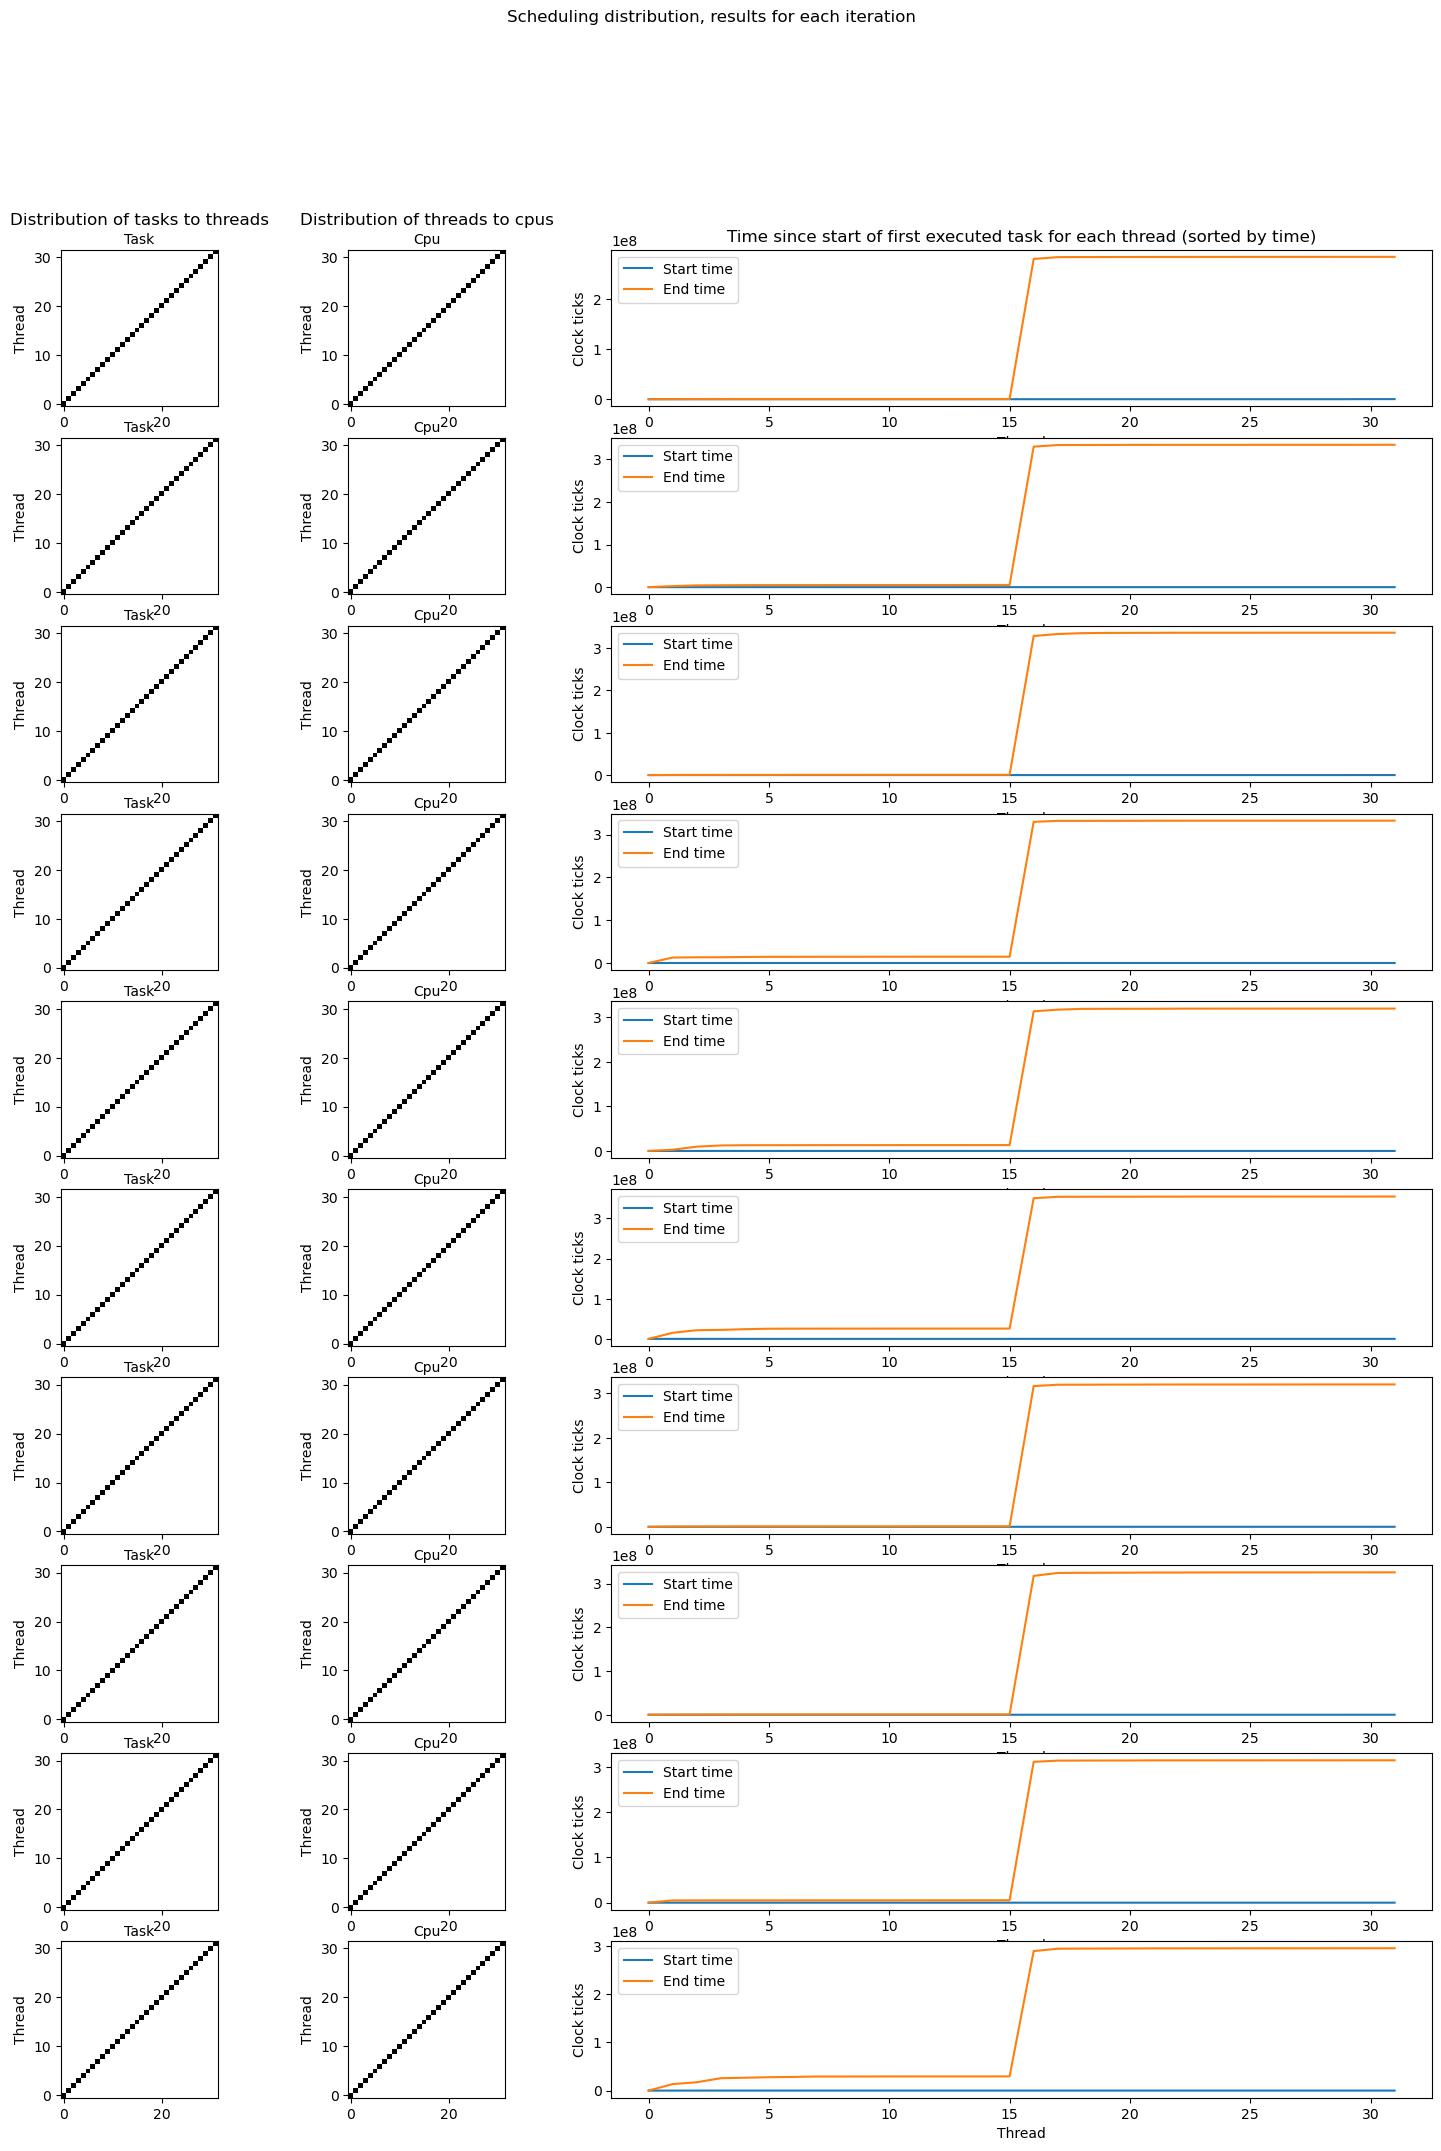 Scheduling distribution, results for each iteration
Distribution of tasks to threads
Distribution of threads to cpus
Time since start of first executed task for each thread (sorted by time)
Task
Thread
0 10 20 30
0 20
Cpu
Thread
0 10 20 30
0 20
1e8
Clock ticks
0 1 2
Start time
End time
0 5 10 15 20 25 30
Task
Thread
0 10 20 30
0 20
Cpu
Thread
0 10 20 30
0 20
1e8
Clock ticks
0 1 2 3
Start time
End time
0 5 10 15 20 25 30
Task
Thread
0 10 20 30
0 20
Cpu
Thread
0 10 20 30
0 20
1e8
Clock ticks
0 1 2 3
Start time
End time
0 5 10 15 20 25 30
Task
Thread
0 10 20 30
0 20
Cpu
Thread
0 10 20 30
0 20
1e8
Clock ticks
0 1 2 3
Start time
End time
0 5 10 15 20 25 30
Task
Thread
0 10 20 30
0 20
Cpu
Thread
0 10 20 30
0 20
1e8
Clock ticks
0 1 2 3
Start time
End time
0 5 10 15 20 25 30
Task
Thread
0 10 20 30
0 20
Cpu
Thread
0 10 20 30
0 20
1e8
Clock ticks
0 1 2 3
Start time
End time
0 5 10 15 20 25 30
Task
Thread
0 10 20 30
0 20
Cpu
Thread
0 10 20 30
0 20
1e8
Clock ticks
0 1 2 3
Start time
End time
0 5 10 15 20 25 30
Task
Thread
0 10 20 30
0 20
Cpu
Thread
0 10 20 30
0 20
1e8
Clock ticks
0 1 2 3
Start time
End time
0 5 10 15 20 25 30
Task
Thread
0 10 20 30
0 20
Cpu
Thread
0 10 20 30
0 20
1e8
Clock ticks
0 1 2 3
Start time
End time
0 5 10 15 20 25 30
Task
Thread
0 10 20 30
0 20
Cpu
Thread
0 10 20 30
0 20
1e8
Clock ticks
0 1 2 3
Start time
End time
0 5 10 15 20 25 30
Thread